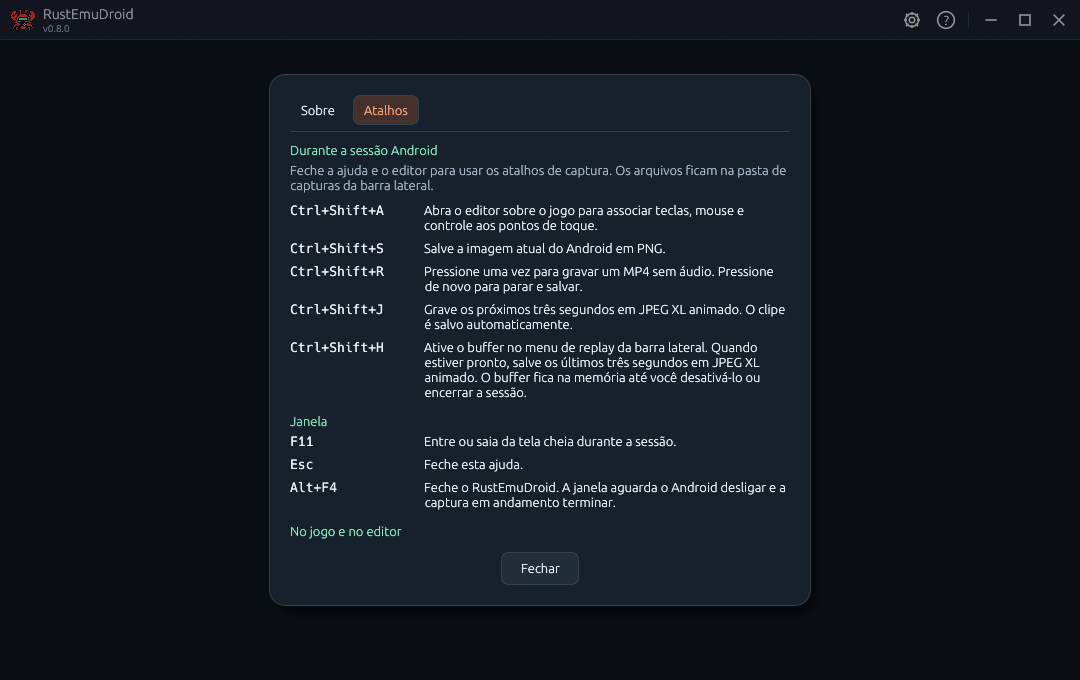 RustEmuDroid
v0.8.0
Sobre
Atalhos
Durante a sessão Android
Feche a ajuda e o editor para usar os atalhos de captura. Os arquivos ficam na pasta de
capturas da barra lateral.
Ctrl+Shift+A
Abra o editor sobre o jogo para associar teclas, mouse e
controle aos pontos de toque.
Ctrl+Shift+S
Salve a imagem atual do Android em PNG.
Ctrl+Shift+R
Pressione uma vez para gravar um MP4 sem áudio. Pressione
de novo para parar e salvar.
Ctrl+Shift+J
Grave os próximos três segundos em JPEG XL animado. O clipe
é salvo automaticamente.
Ctrl+Shift+H
Ative o buffer no menu de replay da barra lateral. Quando
estiver pronto, salve os últimos três segundos em JPEG XL
animado. O buffer fica na memória até você desativá-lo ou
encerrar a sessão.
Janela
F11
Entre ou saia da tela cheia durante a sessão.
Esc
Feche esta ajuda.
Alt+F4
Feche o RustEmuDroid. A janela aguarda o Android desligar e a
captura em andamento terminar.
No jogo e no editor
Fechar